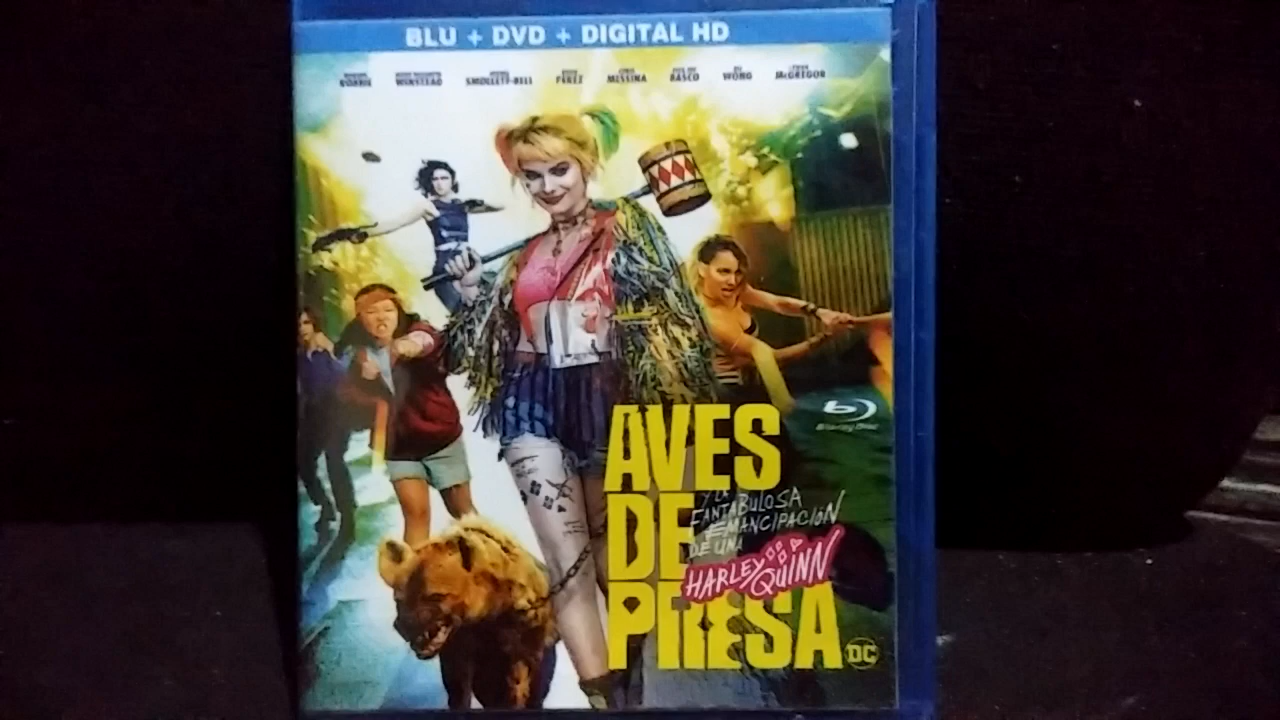 BLU + DVD + DIGITAL HD
ROBBIE WINSTEAD SMOLLETT-BELL PEREZ MESSINA BASCO WONG McGREGOR
AVES
DE
PRESA
Y LA
FANTABULOSA
EMANCIPACIÓN
DE UNA
HARLEY QUINN
Blu-ray Disc
DC